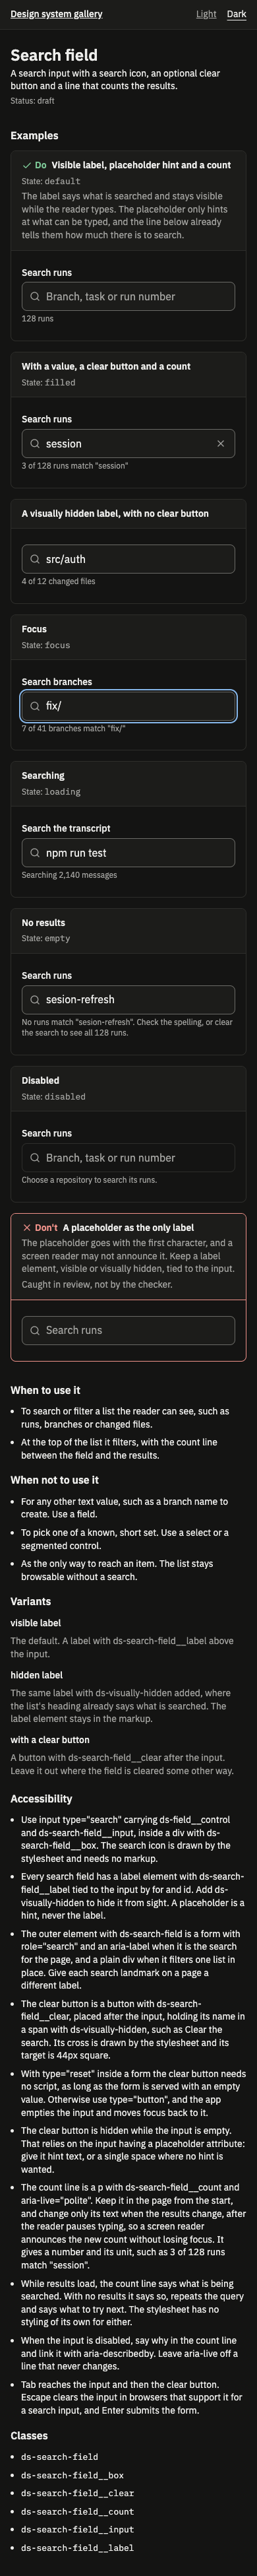 Design system gallery
Light
Dark
Search field
A search input with a search icon, an optional clear
button and a line that counts the results.
Status: draft
Examples
Do Visible label, placeholder hint and a count
State: default
The label says what is searched and stays visible
while the reader types. The placeholder only hints
at what can be typed, and the line below already
tells them how much there is to search.
Search runs
Branch, task or run number
128 runs
With a value, a clear button and a count
State: filled
Search runs
session
3 of 128 runs match "session"
A visually hidden label, with no clear button
src/auth
4 of 12 changed files
Focus
State: focus
Search branches
fix/
7 of 41 branches match "fix/"
Searching
State: loading
Search the transcript
npm run test
Searching 2,140 messages
No results
State: empty
Search runs
sesion-refresh
No runs match "sesion-refresh". Check the spelling, or clear
the search to see all 128 runs.
Disabled
State: disabled
Search runs
Branch, task or run number
Choose a repository to search its runs.
Don't A placeholder as the only label
The placeholder goes with the first character, and a
screen reader may not announce it. Keep a label
element, visible or visually hidden, tied to the input.
Caught in review, not by the checker.
Search runs
When to use it
• To search or filter a list the reader can see, such as
runs, branches or changed files.
• At the top of the list it filters, with the count line
between the field and the results.
When not to use it
• For any other text value, such as a branch name to
create. Use a field.
• To pick one of a known, short set. Use a select or a
segmented control.
• As the only way to reach an item. The list stays
browsable without a search.
Variants
visible label
The default. A label with ds-search-field__label above
the input.
hidden label
The same label with ds-visually-hidden added, where
the list's heading already says what is searched. The
label element stays in the markup.
with a clear button
A button with ds-search-field__clear after the input.
Leave it out where the field is cleared some other way.
Accessibility
• Use input type="search" carrying ds-field__control
and ds-search-field__input, inside a div with ds-
search-field__box. The search icon is drawn by the
stylesheet and needs no markup.
• Every search field has a label element with ds-search-
field__label tied to the input by for and id. Add ds-
visually-hidden to hide it from sight. A placeholder is a
hint, never the label.
• The outer element with ds-search-field is a form with
role="search" and an aria-label when it is the search
for the page, and a plain div when it filters one list in
place. Give each search landmark on a page a
different label.
• The clear button is a button with ds-search-
field__clear, placed after the input, holding its name in
a span with ds-visually-hidden, such as Clear the
search. Its cross is drawn by the stylesheet and its
target is 44px square.
• With type="reset" inside a form the clear button needs
no script, as long as the form is served with an empty
value. Otherwise use type="button", and the app
empties the input and moves focus back to it.
• The clear button is hidden while the input is empty.
That relies on the input having a placeholder attribute:
give it hint text, or a single space where no hint is
wanted.
• The count line is a p with ds-search-field__count and
aria-live="polite". Keep it in the page from the start,
and change only its text when the results change, after
the reader pauses typing, so a screen reader
announces the new count without losing focus. It
gives a number and its unit, such as 3 of 128 runs
match "session".
• While results load, the count line says what is being
searched. With no results it says so, repeats the query
and says what to try next. The stylesheet has no
styling of its own for either.
• When the input is disabled, say why in the count line
and link it with aria-describedby. Leave aria-live off a
line that never changes.
• Tab reaches the input and then the clear button.
Escape clears the input in browsers that support it for
a search input, and Enter submits the form.
Classes
• ds-search-field
• ds-search-field__box
• ds-search-field__clear
• ds-search-field__count
• ds-search-field__input
• ds-search-field__label